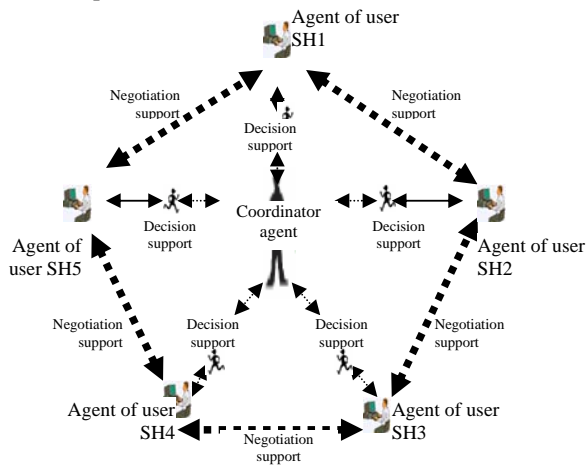 Agent of user
SH1
Negotiation
support
Negotiation
support
Decision
support
Decision
support
Coordinator
agent
Decision
support
Agent of
user SH5
Agent of user
SH2
Negotiation
support
Decision
support
Decision
support
Negotiation
support
Agent of user
SH4
Agent of user
SH3
Negotiation
support